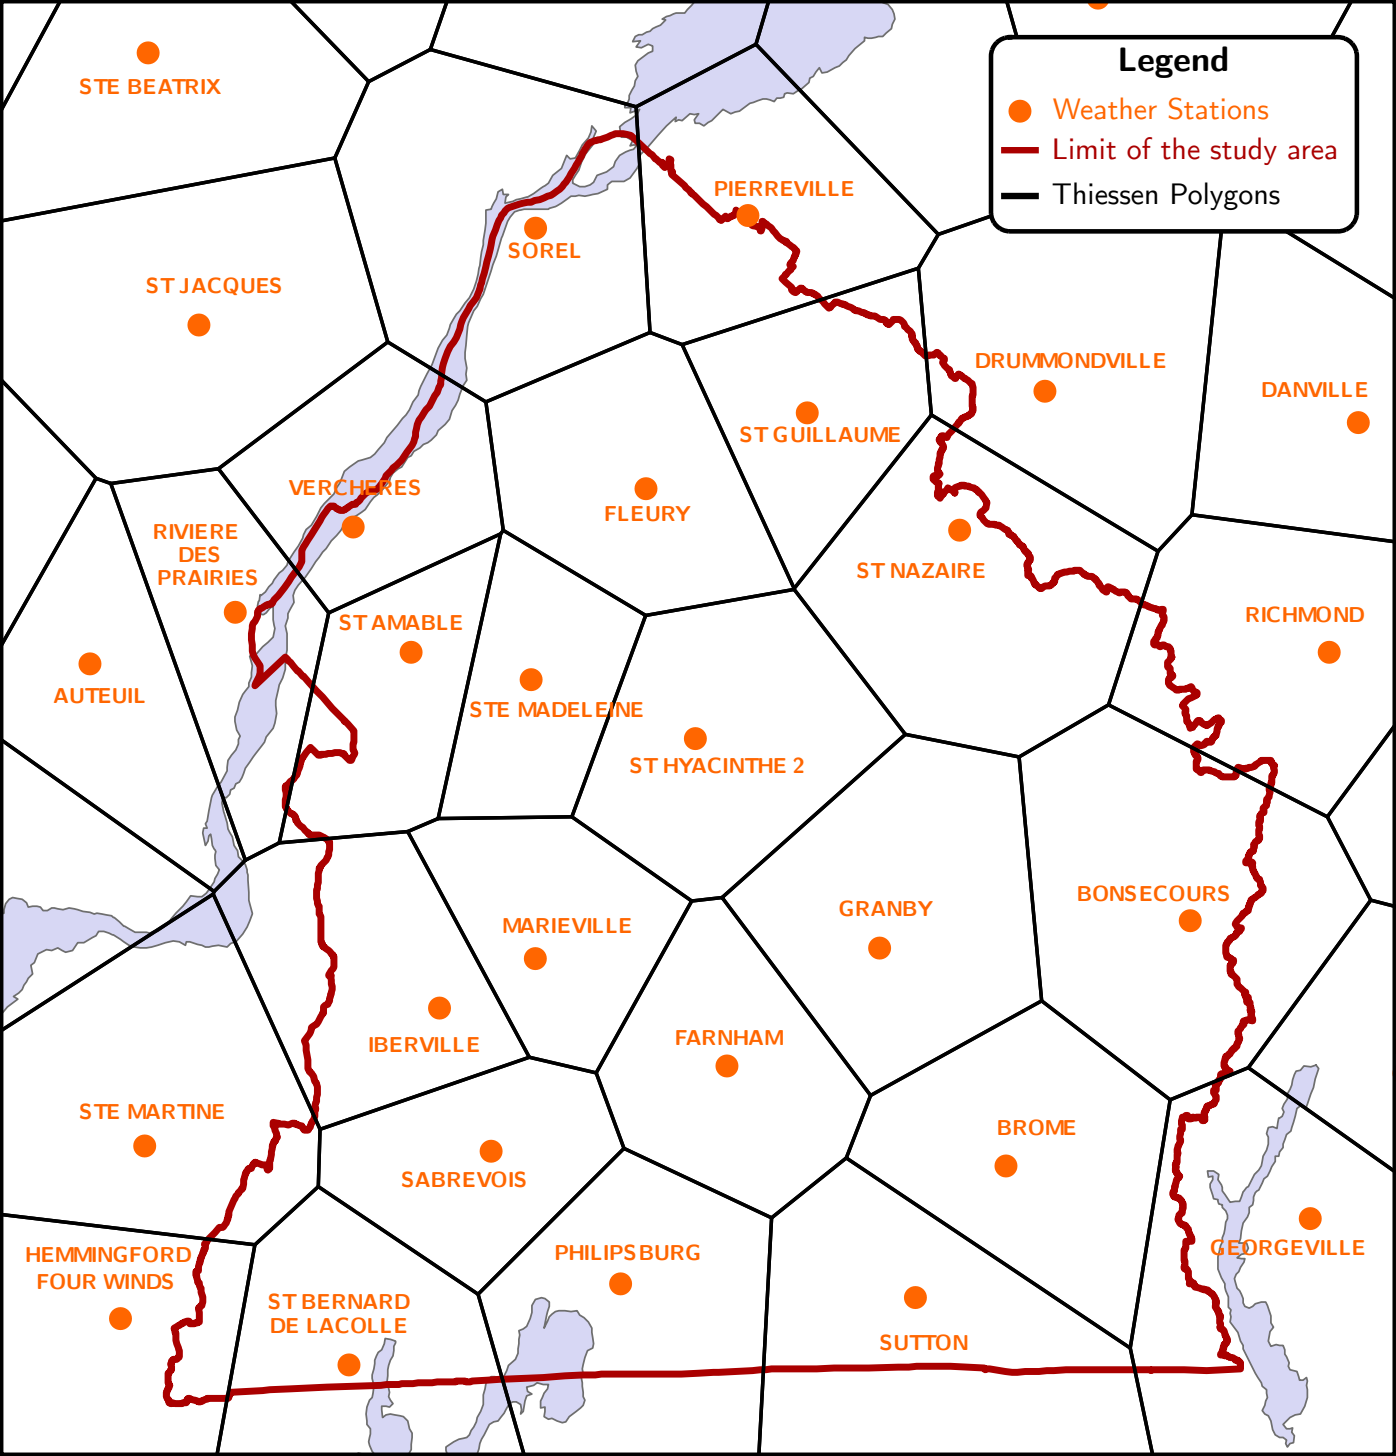 Legend
Weather Stations
Limit of the study area
Thiessen Polygons
STE BEATRIX
PIERREVILLE
SOREL
ST JACQUES
DRUMMONDVILLE
DANVILLE
ST GUILLAUME
VERCHERES
FLEURY
RIVIERE
DES
PRAIRIES
ST NAZAIRE
ST AMABLE
RICHMOND
AUTEUIL
STE MADELEINE
ST HYACINTHE 2
BONSECOURS
GRANBY
MARIEVILLE
FARNHAM
IBERVILLE
STE MARTINE
BROME
SABREVOIS
GEORGEVILLE
PHILIPSBURG
HEMMINGFORD
FOUR WINDS
ST BERNARD
DE LACOLLE
SUTTON